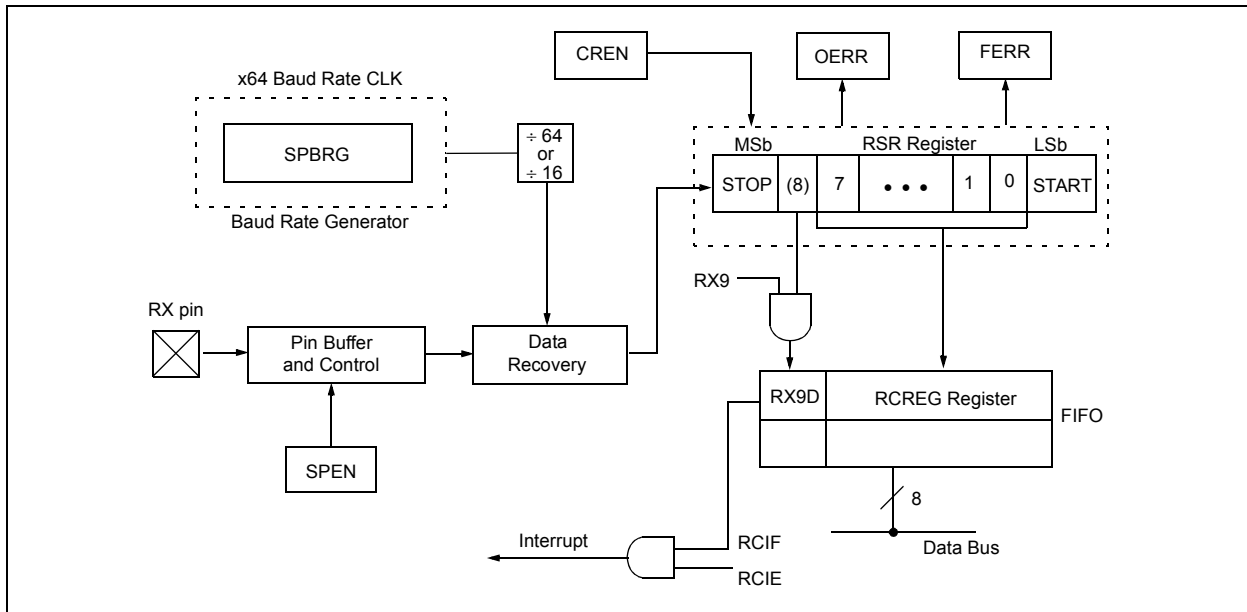 CREN
OERR
FERR
x64 Baud Rate CLK
SPBRG
÷ 64
or
÷ 16
Baud Rate Generator
MSb
RSR Register
LSb
STOP
(8)
7
• • •
1
0
START
RX9
RX pin
Pin Buffer
and Control
Data
Recovery
SPEN
RX9D
RCREG Register
FIFO
8
Data Bus
Interrupt
RCIF
RCIE